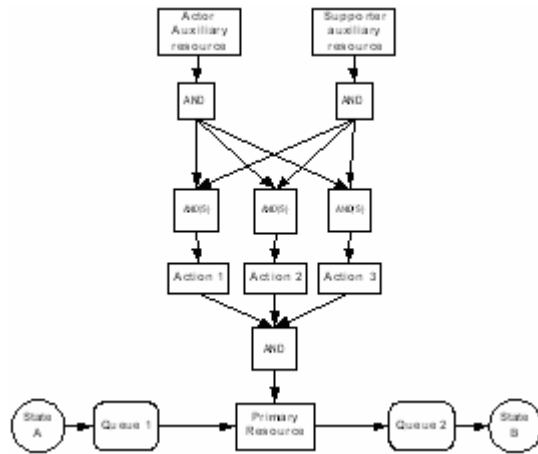 Actor
Auxiliary
resource
Supporter
auxiliary
resource
AND
AND
AND(S)
AND(S)
AND(S)
Action 1
Action 2
Action 3
AND
State
A
Queue 1
Primary
Resource
Queue 2
State
B